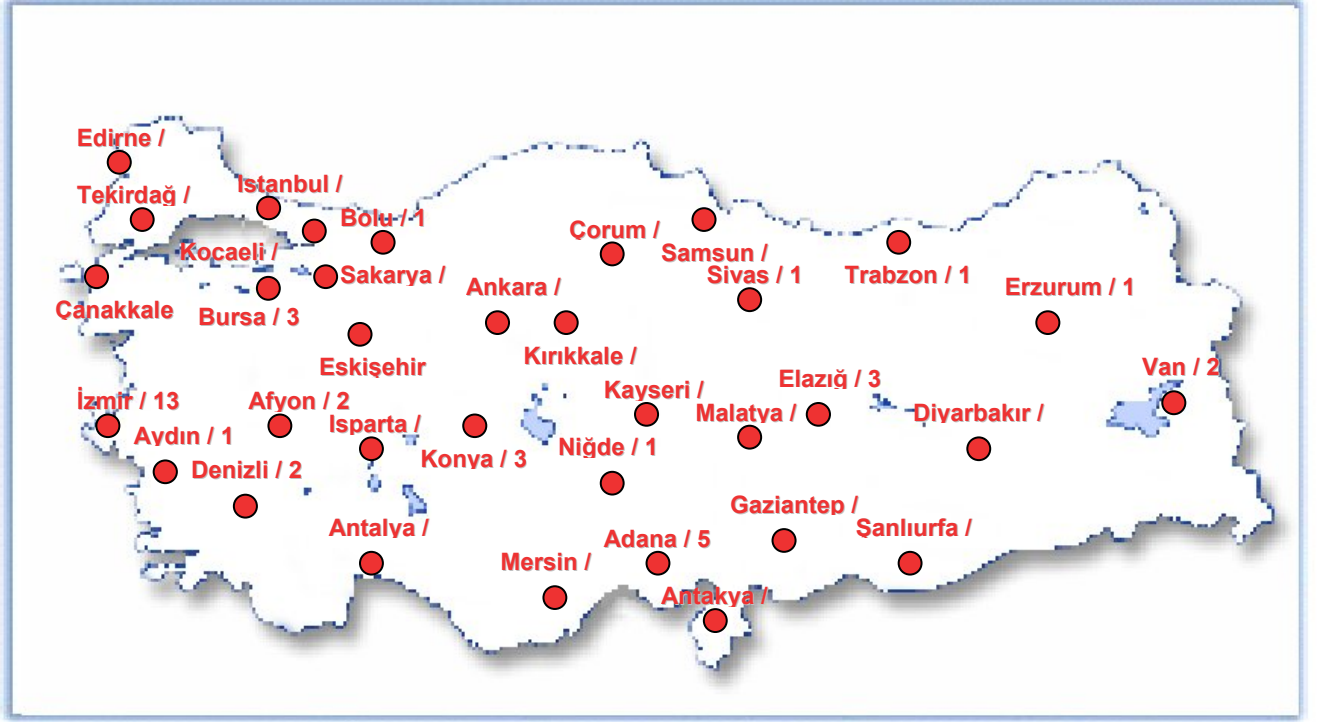 Edirne /
Tekirdağ /
Istanbul /
Bolu / 1
Kocaeli /
Sakarya /
Çanakkale
Bursa / 3
Eskişehir
Ankara /
Kırıkkale /
Çorum /
Samsun /
Sivas / 1
Trabzon / 1
Erzurum / 1
Van / 2
Elazığ / 3
Kayseri /
Malatya /
Diyarbakır /
İzmir / 13
Afyon / 2
Aydın / 1
Isparta /
Denizli / 2
Konya / 3
Niğde / 1
Antalya /
Mersin /
Adana / 5
Gaziantep /
Şanlıurfa /
Antakya /